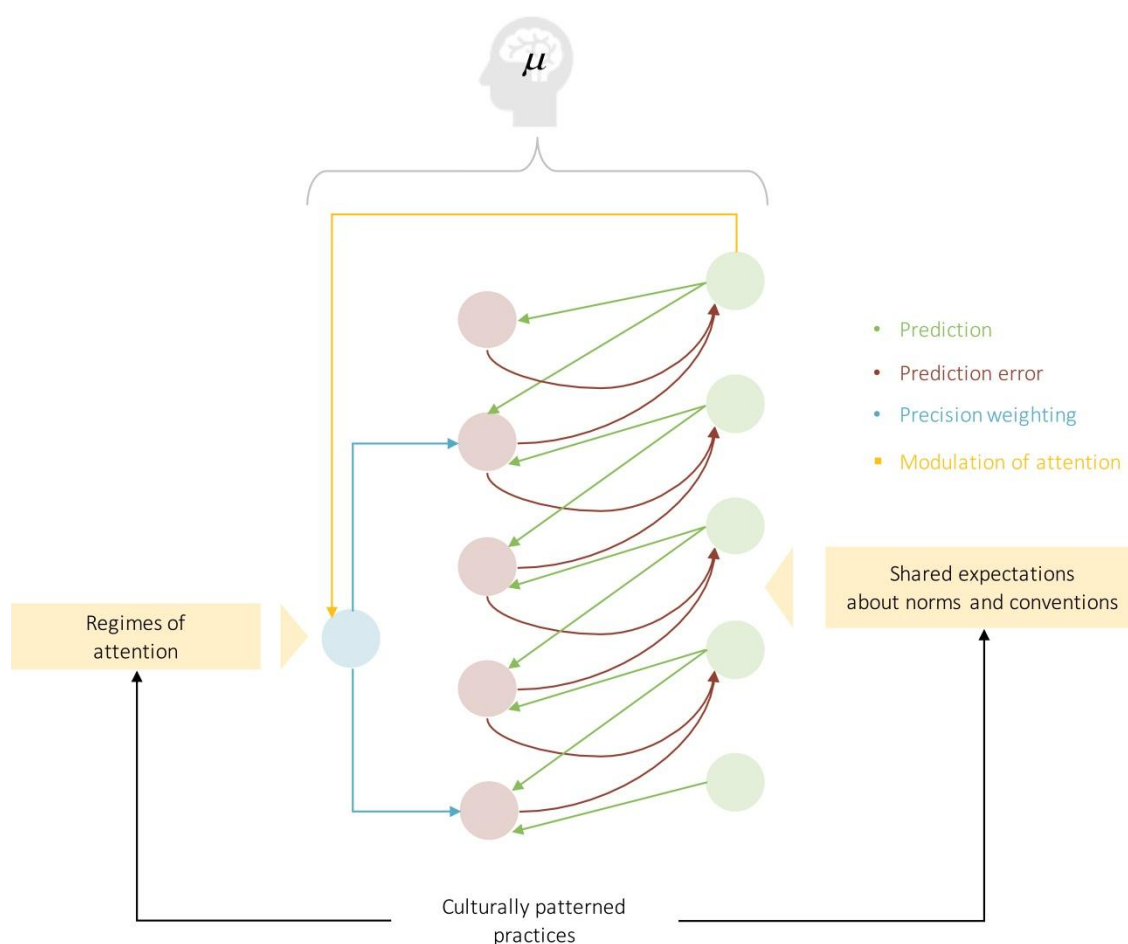 μ
• Prediction
• Prediction error
• Precision weighting
▪ Modulation of attention
Shared expectations
about norms and conventions
Regimes of
attention
Culturally patterned
practices